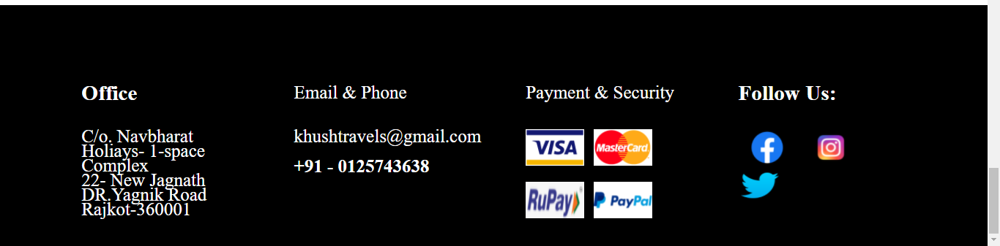 Office
C/o. Navbharat
Holiays- 1-space
Complex
22- New Jagnath
DR.Yagnik Road
Rajkot-360001
Email & Phone
khushtravels@gmail.com
+91 - 0125743638
Payment & Security
VISA
MasterCard
RuPay
PayPal
Follow Us: